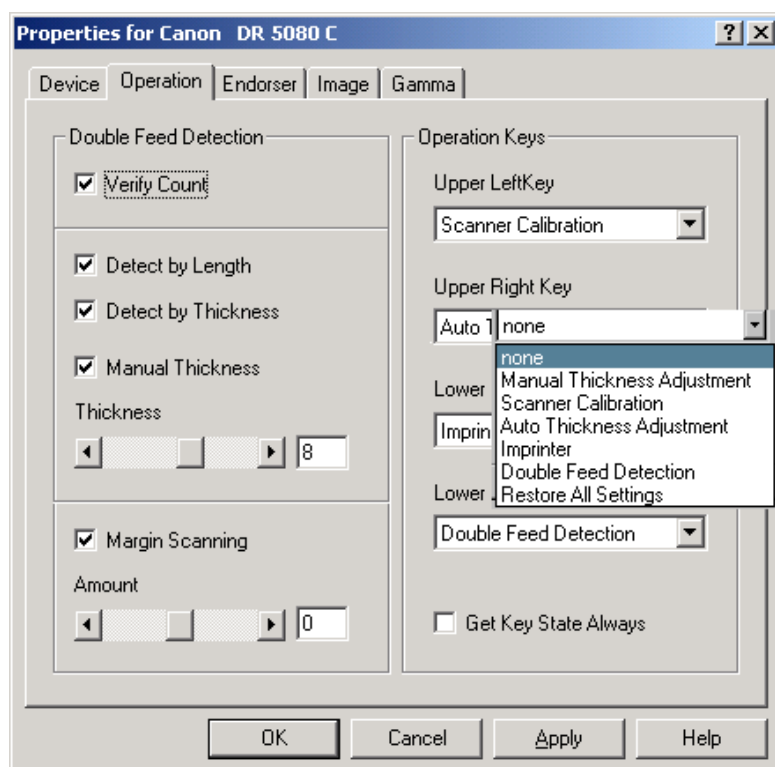 Properties for Canon DR 5080 C
Device Operation Endorser Image Gamma
Double Feed Detection
Verify Count
Detect by Length
Detect by Thickness
Manual Thickness
Thickness
8
Margin Scanning
Amount
0
Operation Keys
Upper LeftKey
Scanner Calibration
Upper Right Key
Auto
none
none
Manual Thickness Adjustment
Scanner Calibration
Auto Thickness Adjustment
Imprinter
Double Feed Detection
Restore All Settings
Lower
Lower
Double Feed Detection
Get Key State Always
OK Cancel Apply Help